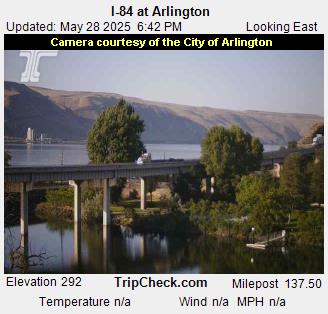 I-84 at Arlington
Updated: May 28 2025 6:42 PM Looking East
Camera courtesy of the City of Arlington
Elevation 292 TripCheck.com Milepost 137.50
Temperature n/a Wind n/a MPH n/a